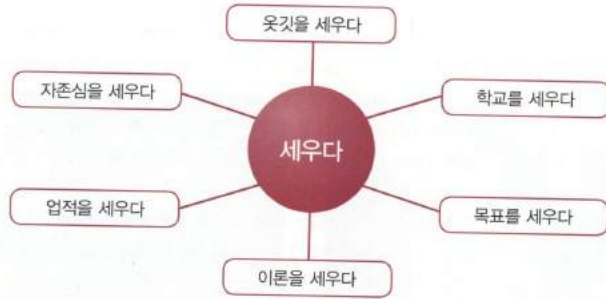 옷깃을 세우다
자존심을 세우다
학교를 세우다
세우다
업적을 세우다
목표를 세우다
이론을 세우다